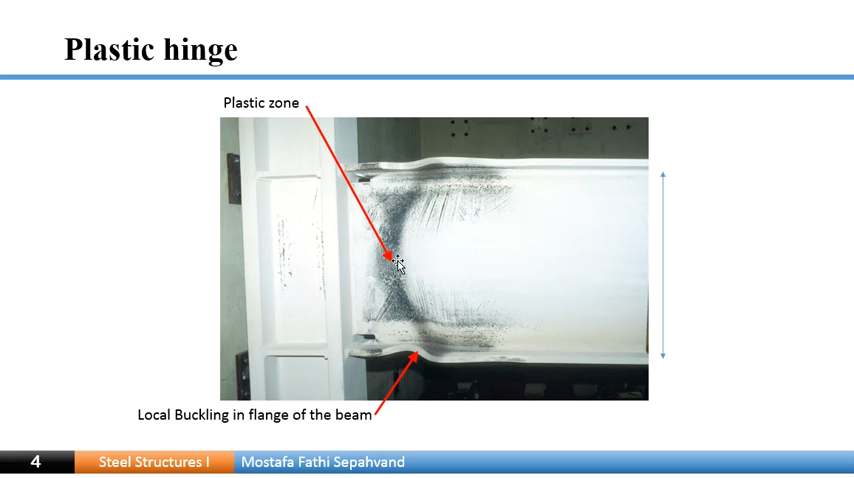 Plastic hinge
Plastic zone
Local Buckling in flange of the beam
4
Steel Structures I
Mostafa Fathi Sepahvand